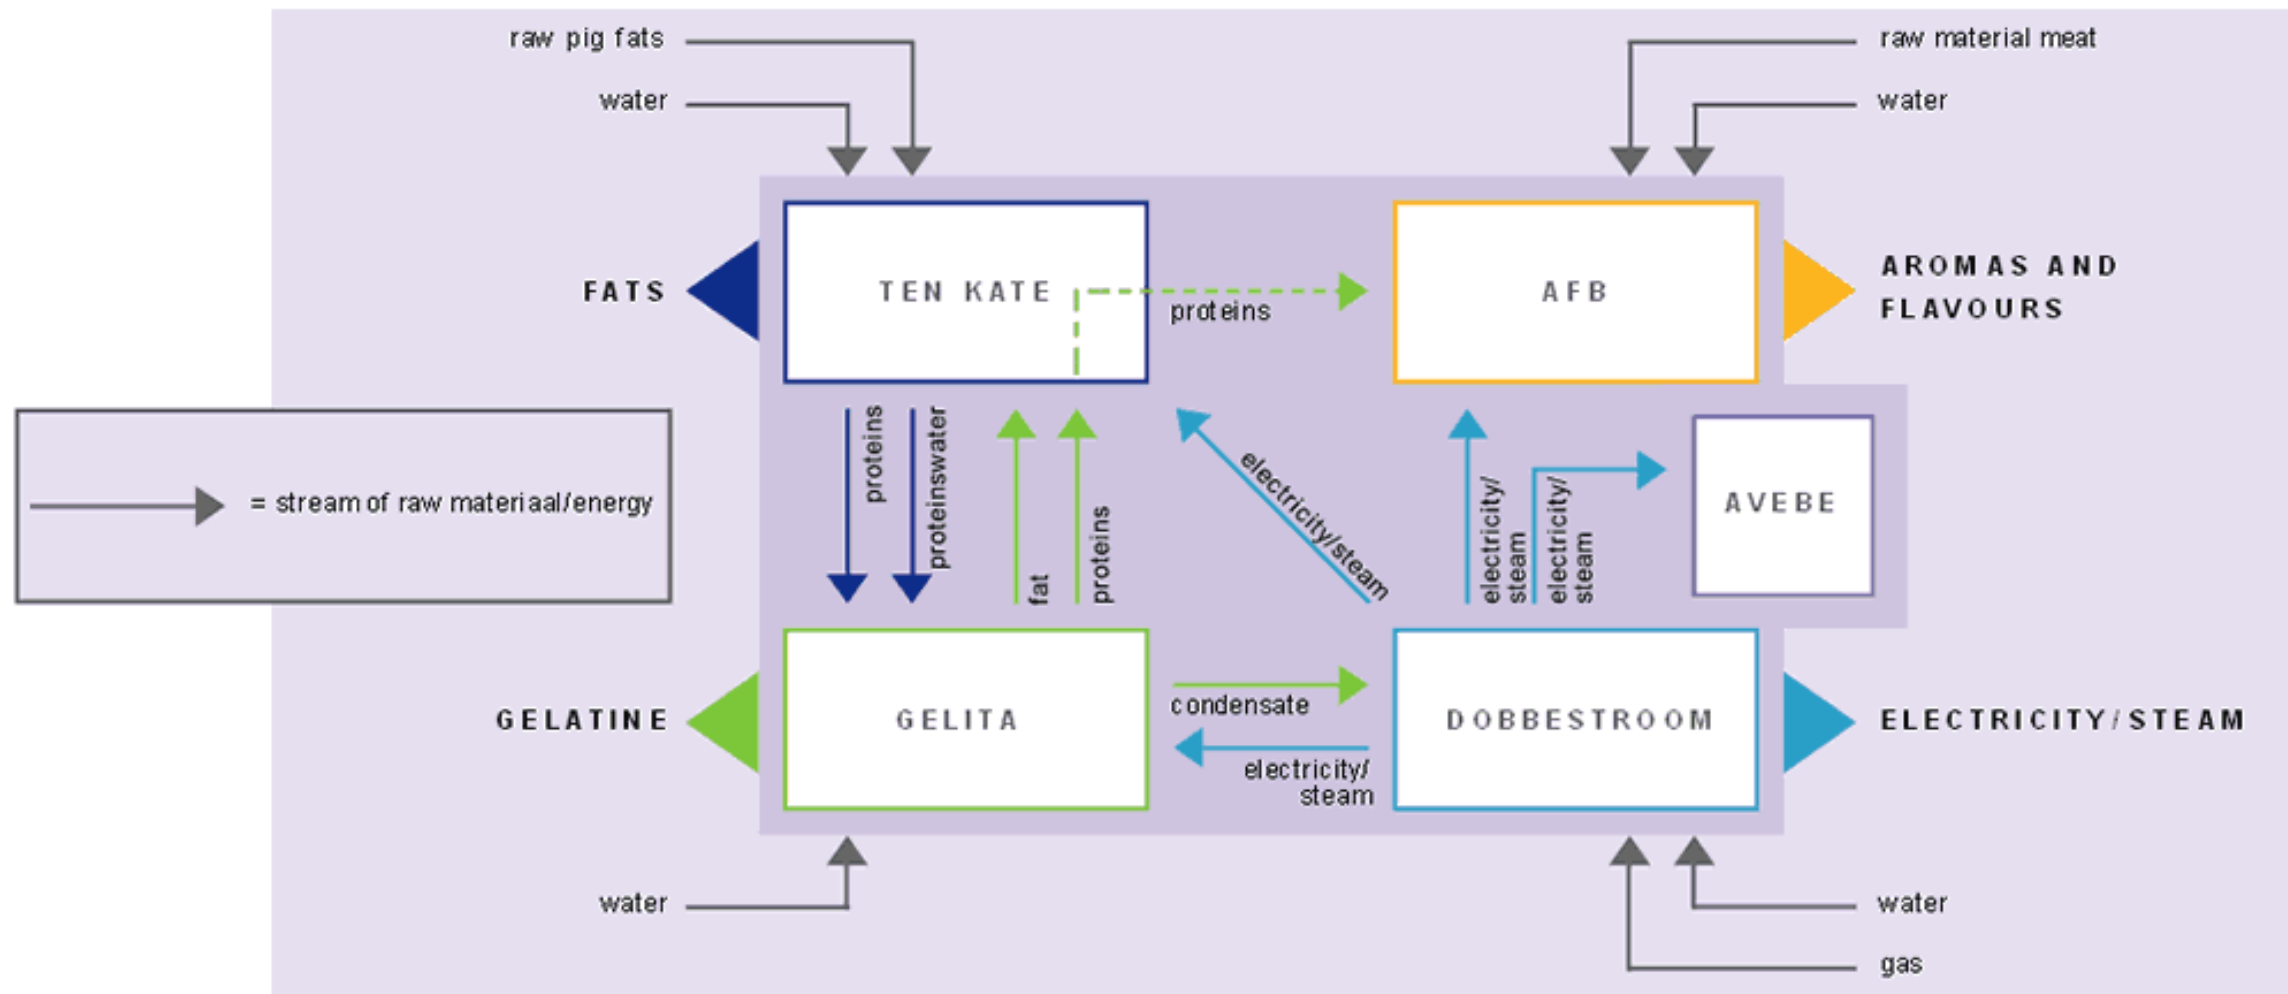 raw pig fats
raw material meat
water
water
TEN KATE
AFB
FATS
proteins
AROMAS AND
FLAVOURS
proteins
proteinswater
fat
proteins
electricity/steam
electricity/
steam
electricity/
steam
AVEBE
= stream of raw materiaal/energy
GELATINE
GELITA
condensate
electricity/
steam
DOBBESTROOM
ELECTRICITY/STEAM
water
water
gas